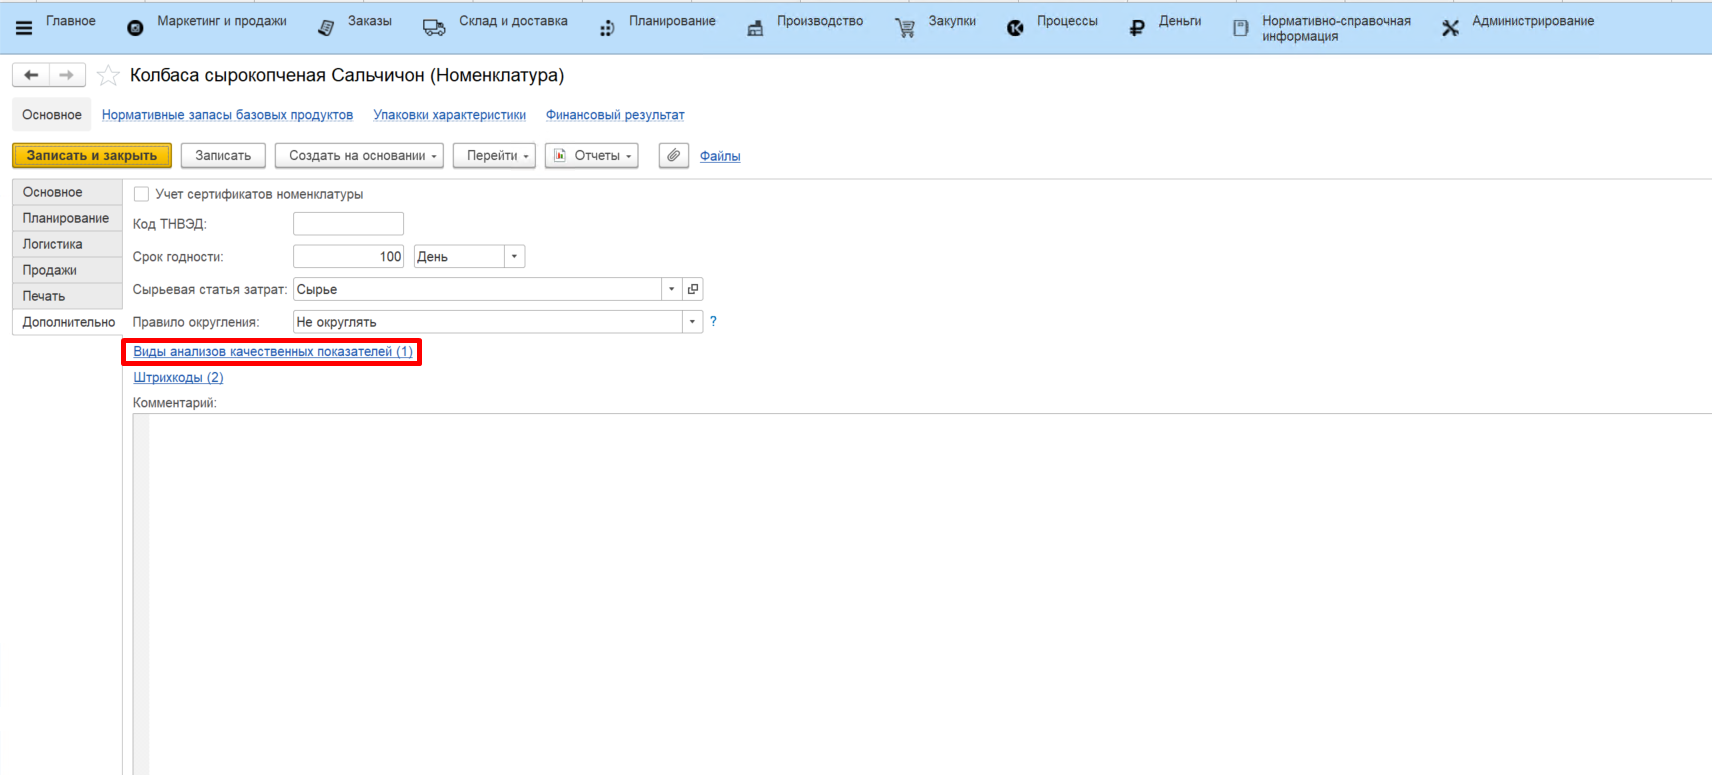 Главное
Маркетинг и продажи
Заказы
Склад и доставка
Планирование
Производство
Закупки
Процессы
Деньги
Нормативно-справочная информация
Администрирование
Колбаса сырокопченая Сальчичон (Номенклатура)
Основное
Нормативные запасы базовых продуктов
Упаковки характеристики
Финансовый результат
Записать и закрыть
Записать
Создать на основании
Перейти
Отчеты
Файлы
Основное
Планирование
Логистика
Продажи
Печать
Дополнительно
Учет сертификатов номенклатуры
Код ТНВЭД:
Срок годности: 100 День
Сырьевая статья затрат: Сырье
Правило округления: Не округлять ?
Виды анализов качественных показателей (1)
Штрихкоды (2)
Комментарий: